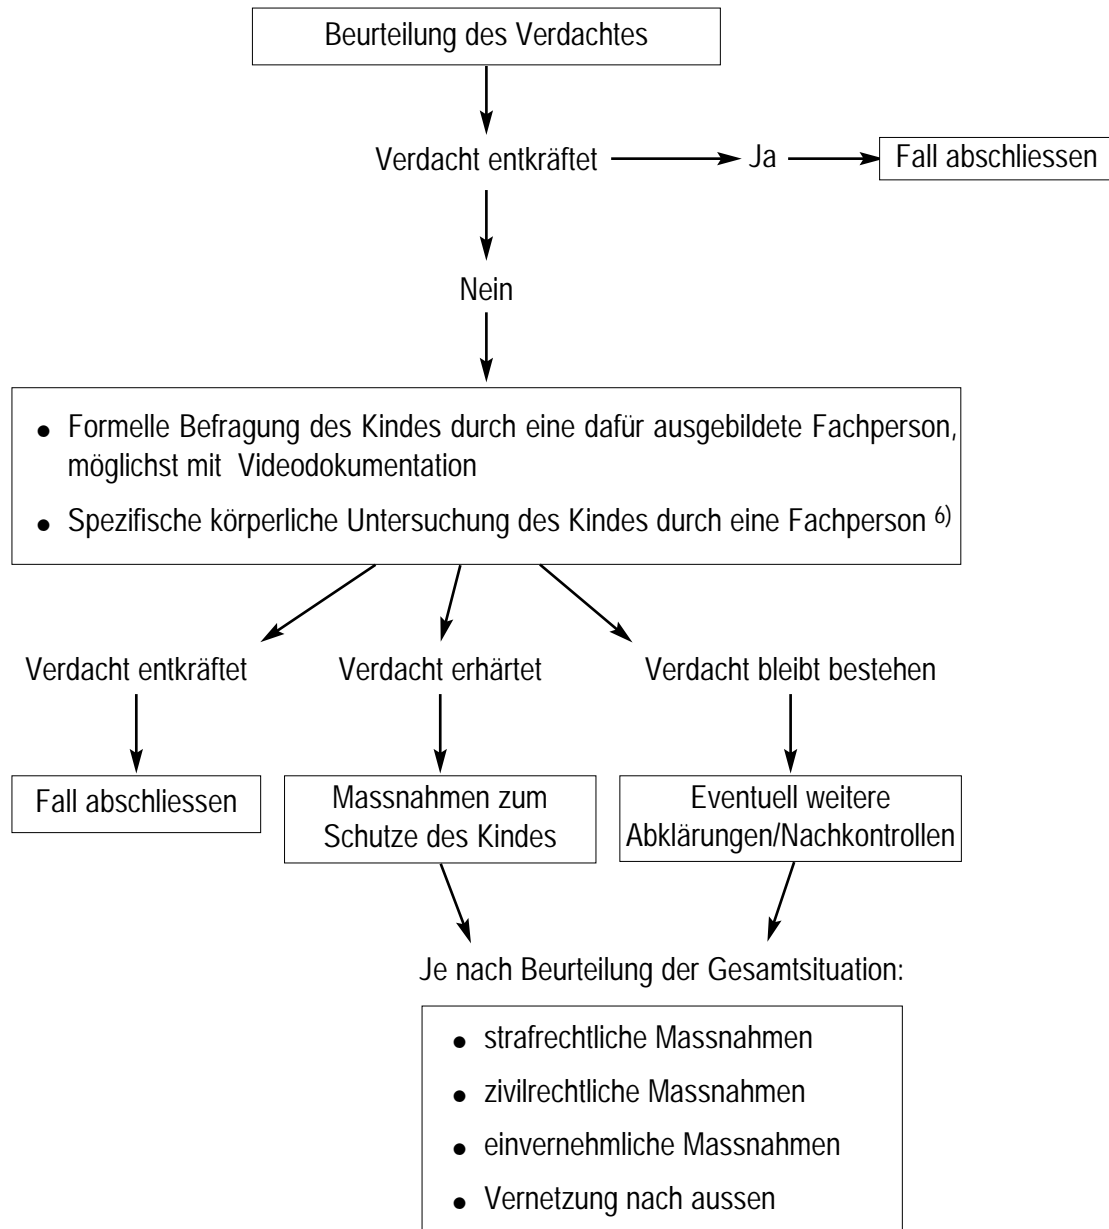 Beurteilung des Verdachtes
Verdacht entkräftet
Ja
Fall abschliessen
Nein
● Formelle Befragung des Kindes durch eine dafür ausgebildete Fachperson,
möglichst mit Videodokumentation
● Spezifische körperliche Untersuchung des Kindes durch eine Fachperson 6)
Verdacht entkräftet
Verdacht erhärtet
Verdacht bleibt bestehen
Fall abschliessen
Massnahmen zum
Schutze des Kindes
Eventuell weitere
Abklärungen/Nachkontrollen
Je nach Beurteilung der Gesamtsituation:
● strafrechtliche Massnahmen
● zivilrechtliche Massnahmen
● einvernehmliche Massnahmen
● Vernetzung nach aussen